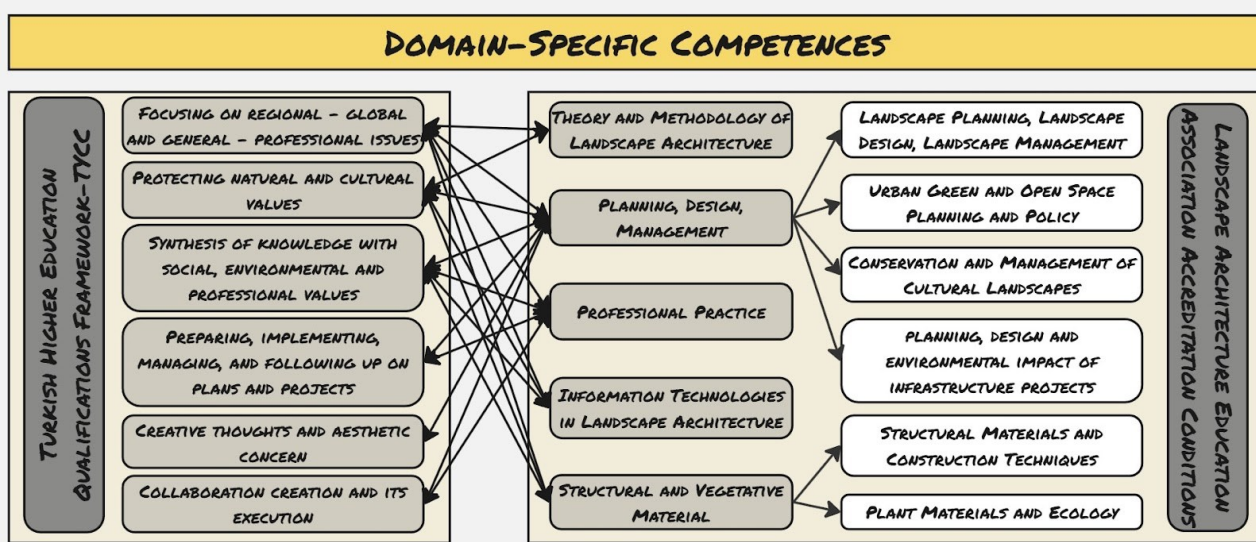 DOMAIN-SPECIFIC COMPETENCES
TURKISH HIGHER EDUCATION
QUALIFICATIONS FRAMEWORK-TYCC
FOCUSING ON REGIONAL - GLOBAL
AND GENERAL - PROFESSIONAL ISSUES
PROTECTING NATURAL AND CULTURAL
VALUES
SYNTHESIS OF KNOWLEDGE WITH
SOCIAL, ENVIRONMENTAL AND
PROFESSIONAL VALUES
PREPARING, IMPLEMENTING,
MANAGING, AND FOLLOWING UP ON
PLANS AND PROJECTS
CREATIVE THOUGHTS AND AESTHETIC
CONCERN
COLLABORATION CREATION AND ITS
EXECUTION
THEORY AND METHODOLOGY OF
LANDSCAPE ARCHITECTURE
PLANNING, DESIGN,
MANAGEMENT
PROFESSIONAL PRACTICE
INFORMATION TECHNOLOGIES
IN LANDSCAPE ARCHITECTURE
STRUCTURAL AND VEGETATIVE
MATERIAL
LANDSCAPE PLANNING, LANDSCAPE
DESIGN, LANDSCAPE MANAGEMENT
URBAN GREEN AND OPEN SPACE
PLANNING AND POLICY
CONSERVATION AND MANAGEMENT OF
CULTURAL LANDSCAPES
PLANNING, DESIGN AND
ENVIRONMENTAL IMPACT OF
INFRASTRUCTURE PROJECTS
STRUCTURAL MATERIALS AND
CONSTRUCTION TECHNIQUES
PLANT MATERIALS AND ECOLOGY
LANDSCAPE ARCHITECTURE EDUCATION
ASSOCIATION ACCREDITATION CONDITIONS